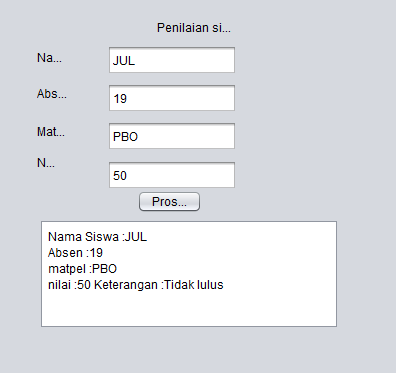 Penilaian si...
Na... JUL
Abs... 19
Mat... PBO
N... 50
Pros...
Nama Siswa :JUL
Absen :19
matpel :PBO
nilai :50 Keterangan :Tidak lulus